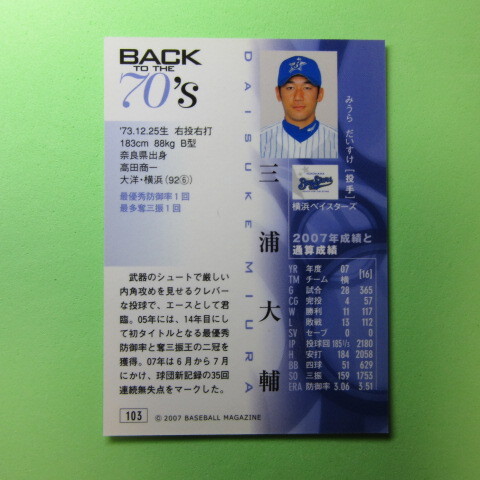 BACK
TO THE
70's
'73.12.25生 右投右打
183cm 88kg B型
奈良県出身
高田商一
大洋・横浜(92⑥)
最優秀防御率1回
最多奪三振1回
武器のシュートで厳しい
内角攻めを見せるクレバー
な投球で、エースとして君
臨。05年には、14年目にし
て初タイトルとなる最優秀
防御率と奪三振王の二冠を
獲得。07年は6月から7月
にかけ、球団新記録の35回
連続無失点をマークした。
103
© 2007 BASEBALL MAGAZINE
DAISUKE MIURA
三浦大輔
みうら だいすけ [投手]
BayStars
横浜ベイスターズ
2007年成績と
通算成績
YR 年度 07 [16]
TM チーム 横
G 試合 28 365
CG 完投 4 57
W 勝利 11 117
L 敗戦 13 112
SV セーブ 0 0
IP 投球回 185⅓ 2180
H 安打 184 2058
BB 四球 51 629
SO 三振 159 1753
ERA 防御率 3.06 3.51